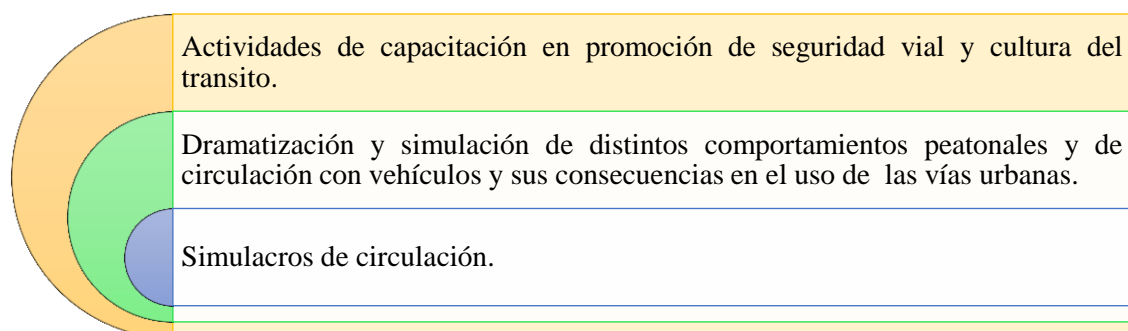 Actividades de capacitación en promoción de seguridad vial y cultura del
transito.
Dramatización y simulación de distintos comportamientos peatonales y de
circulación con vehículos y sus consecuencias en el uso de las vías urbanas.
Simulacros de circulación.